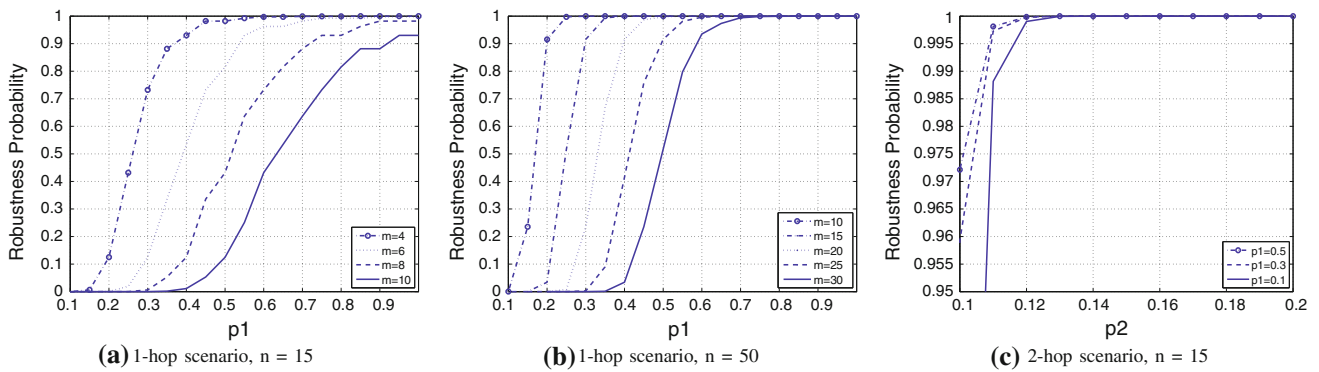 Robustness Probability
1
0.9
0.8
0.7
0.6
0.5
0.4
0.3
0.2
0.1
0
0.1 0.2 0.3 0.4 0.5 0.6 0.7 0.8 0.9
p1
m=4
m=6
m=8
m=10
(a) 1-hop scenario, n = 15
Robustness Probability
1
0.9
0.8
0.7
0.6
0.5
0.4
0.3
0.2
0.1
0
0.1 0.2 0.3 0.4 0.5 0.6 0.7 0.8 0.9
p1
m=10
m=15
m=20
m=25
m=30
(b) 1-hop scenario, n = 50
Robustness Probability
0.995
0.99
0.985
0.975
0.965
0.96
0.95
0.1 0.12 0.14 0.16 0.18 0.2
p2
p1=0.5
p1=0.3
p1=0.1
(c) 2-hop scenario, n = 15